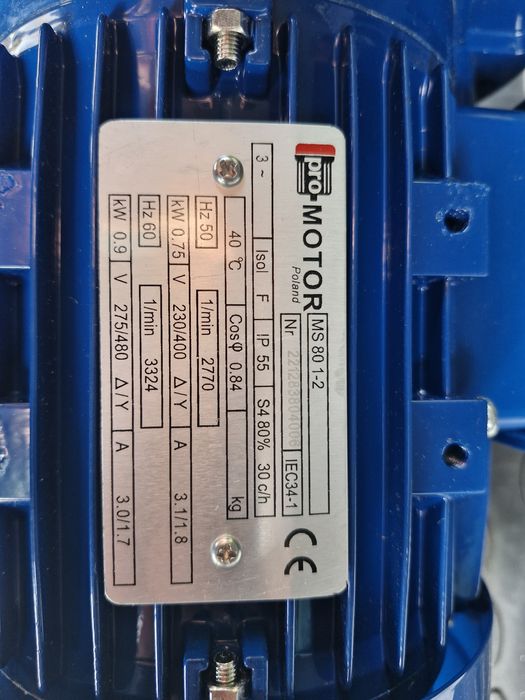 pro-MOTOR MS 80 1-2
Poland Nr IEC34-1 CE
3 ~ Isol F IP 55 S4 80% 30 c/h
40 °C Cosφ 0,84 kg
Hz 50 1/min 2770
kW 0,75 V 230/400 Δ/Y A 3.1/1.8
Hz 60 1/min 3324
kW 0.9 V 275/480 Δ/Y A 3.0/1.7